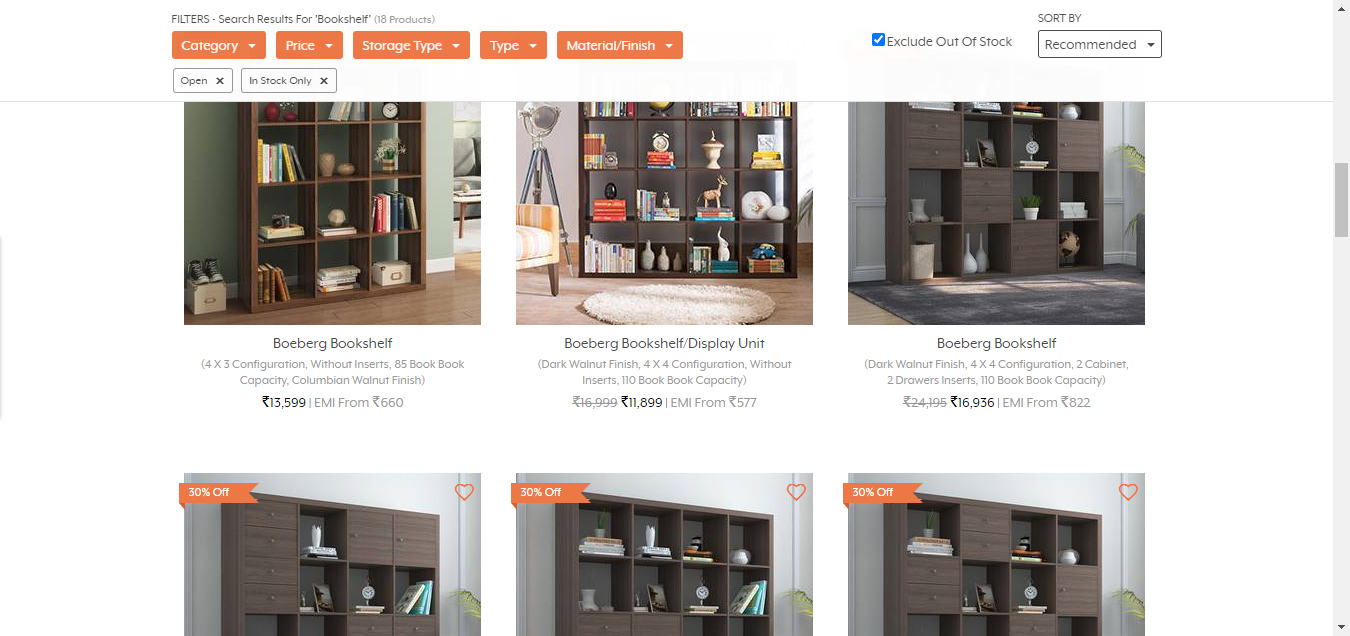 FILTERS - Search Results For 'Bookshelf' (18 Products)
SORT BY
Category
Price
Storage Type
Type
Material/Finish
Exclude Out Of Stock
Recommended
Open ✕
In Stock Only ✕
Boeberg Bookshelf
(4 X 3 Configuration, Without Inserts, 85 Book Book
Capacity, Columbian Walnut Finish)
₹13,599 | EMI From ₹660
Boeberg Bookshelf/Display Unit
(Dark Walnut Finish, 4 X 4 Configuration, Without
Inserts, 110 Book Book Capacity)
₹16,999 ₹11,899 | EMI From ₹577
Boeberg Bookshelf
(Dark Walnut Finish, 4 X 4 Configuration, 2 Cabinet,
2 Drawers Inserts, 110 Book Book Capacity)
₹24,195 ₹16,936 | EMI From ₹822
30% Off
30% Off
30% Off